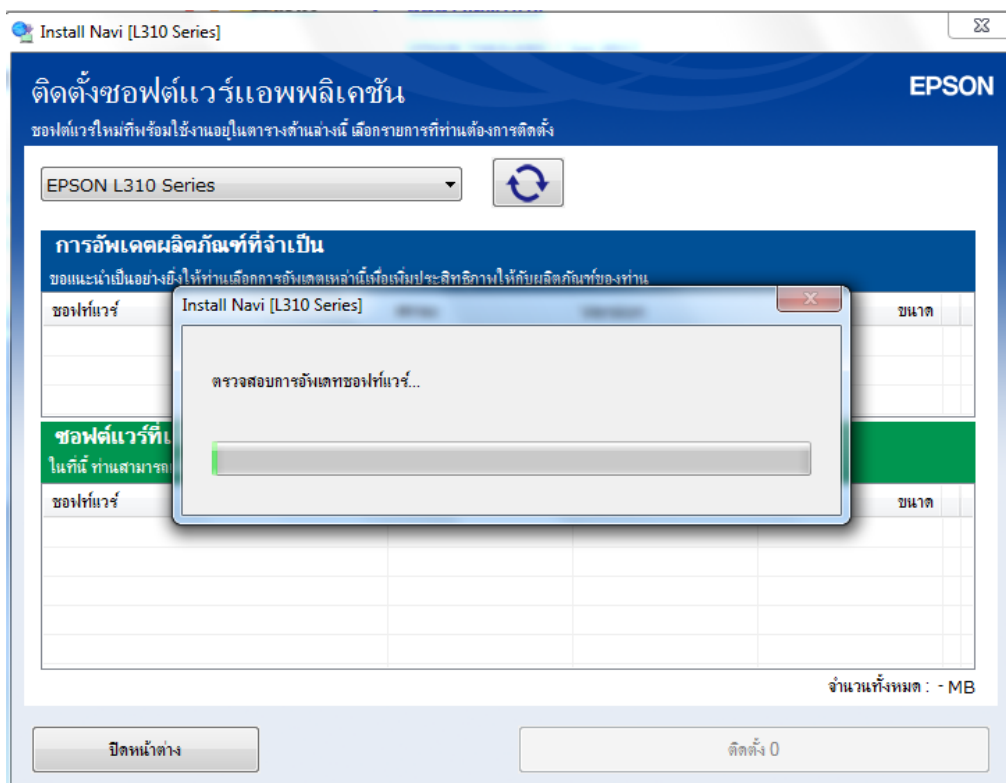 Install Navi [L310 Series]
ติดตั้งซอฟต์แวร์แอพพลิเคชัน
EPSON
ซอฟต์แวร์ใหม่ที่พร้อมใช้งานอยู่ในตารางด้านล่างนี้ เลือกรายการที่ท่านต้องการติดตั้ง
EPSON L310 Series
การอัพเดตผลิตภัณฑ์ที่จำเป็น
ขอแนะนำเป็นอย่างยิ่งให้ท่านเลือกการอัพเดตเหล่านี้เพื่อเพิ่มประสิทธิภาพให้กับผลิตภัณฑ์ของท่าน
ซอฟท์แวร์
ขนาด
Install Navi [L310 Series]
ตรวจสอบการอัพเดทซอฟท์แวร์...
ซอฟต์แวร์ที่
ในที่นี้ ท่านสามารถ
ซอฟท์แวร์
ขนาด
จำนวนทั้งหมด : - MB
ปิดหน้าต่าง
ติดตั้ง 0